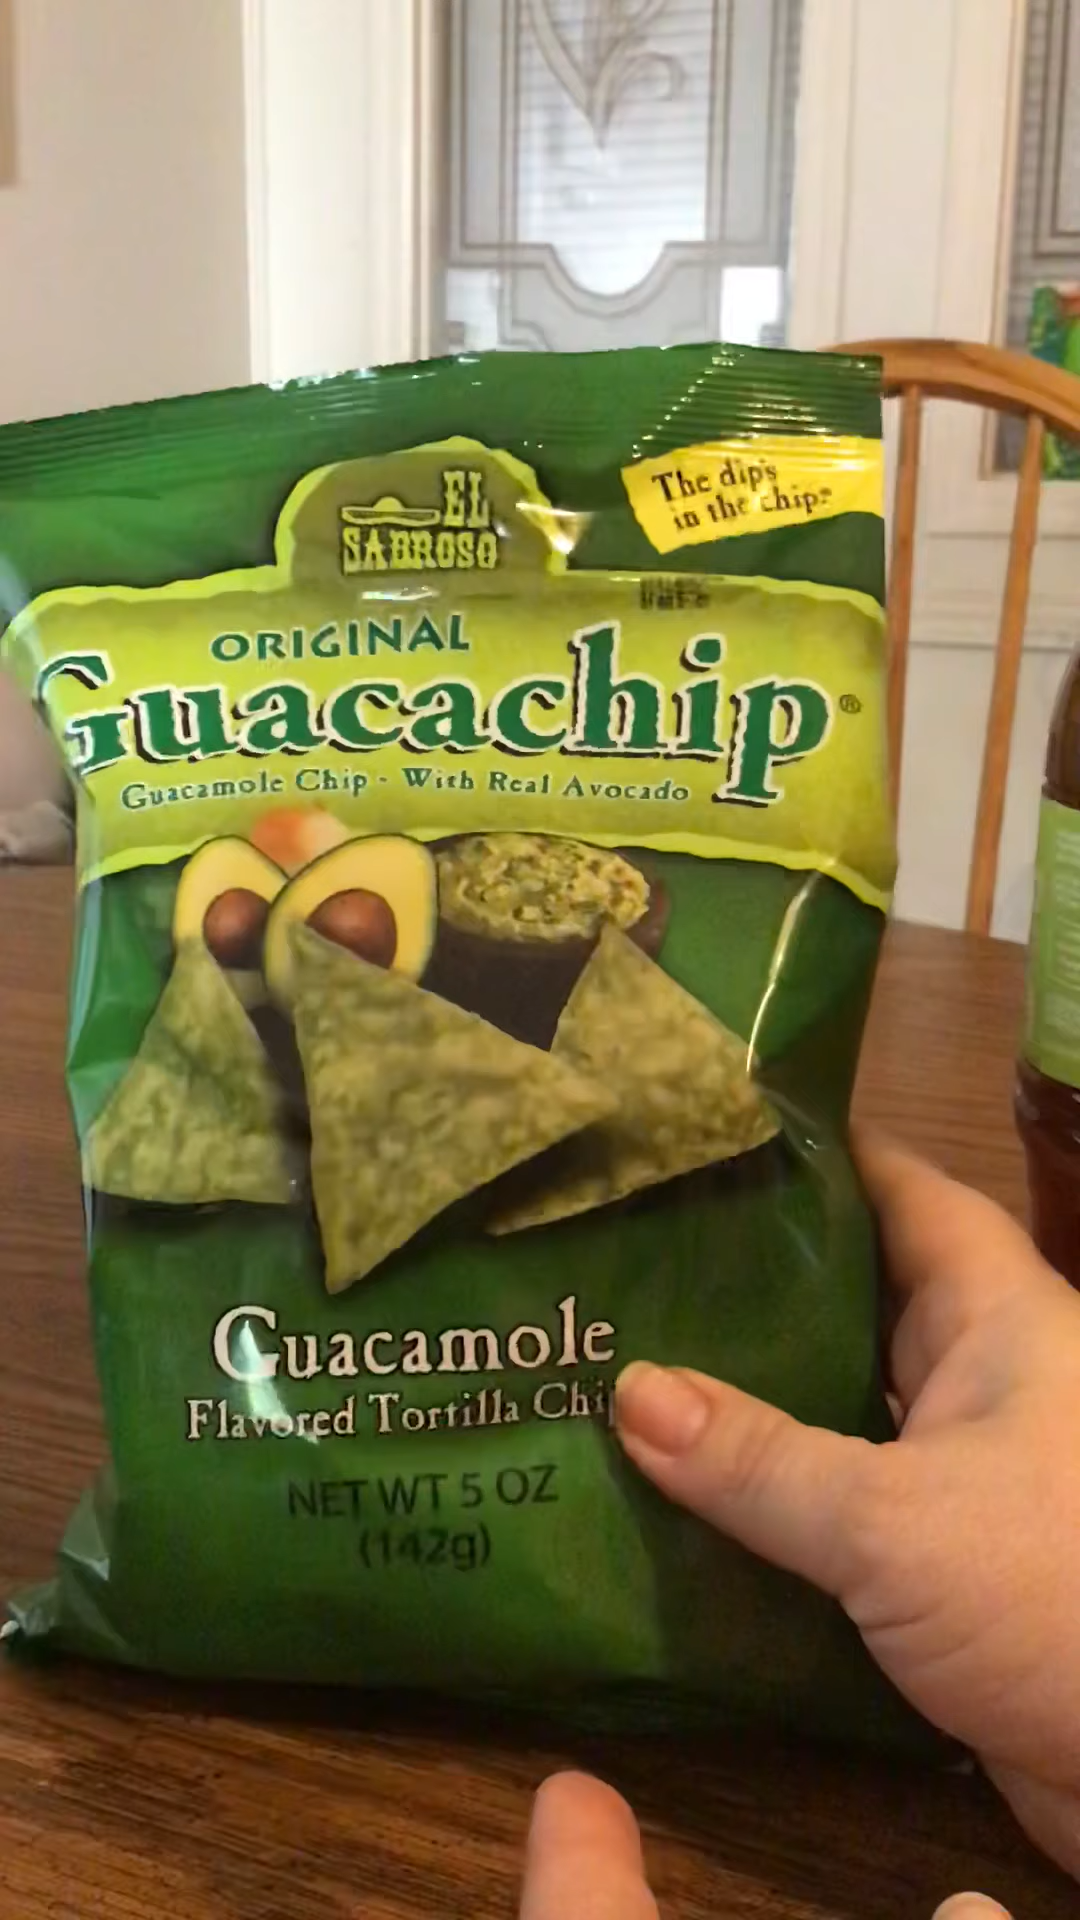 EL
SABROSO
The dip's
in the chip®
ORIGINAL
Guacachip®
Guacamole Chip - With Real Avocado
Guacamole
Flavored Tortilla Chi
NET WT 5 OZ
(142g)